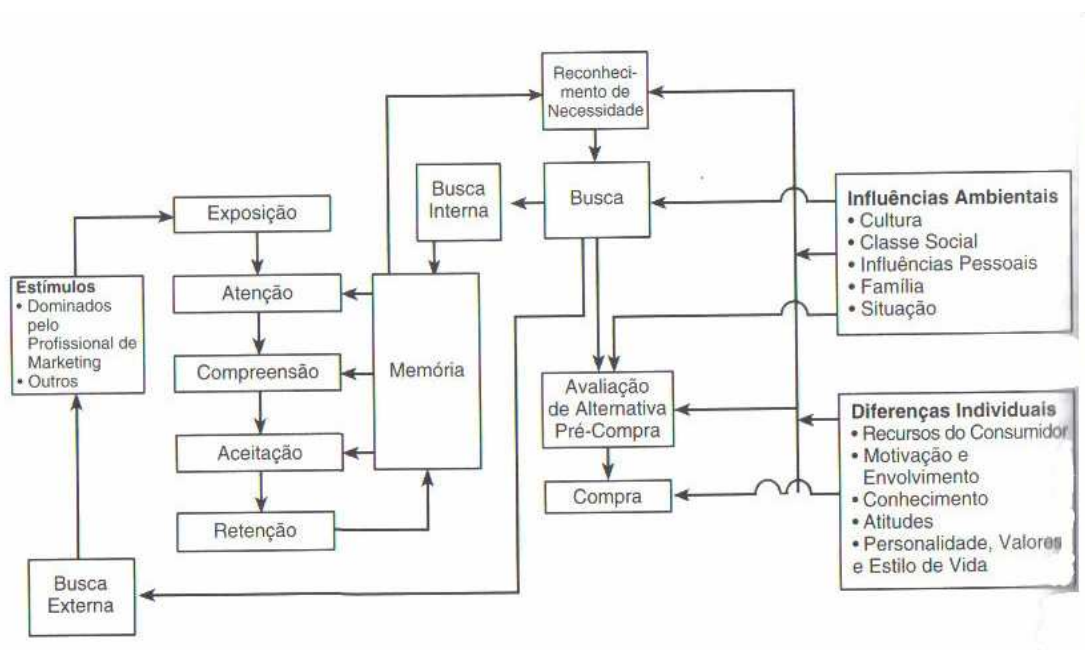 Reconheci-
mento de
Necessidade
Busca
Interna
Busca
Exposição
Influências Ambientais
• Cultura
• Classe Social
• Influências Pessoais
• Família
• Situação
Estímulos
• Dominados
pelo
Profissional de
Marketing
• Outros
Atenção
Compreensão
Memória
Avaliação
de Alternativa
Pré-Compra
Aceitação
Compra
Retenção
Diferenças Individuais
• Recursos do Consumidor
• Motivação e
Envolvimento
• Conhecimento
• Atitudes
• Personalidade, Valores
e Estilo de Vida
Busca
Externa